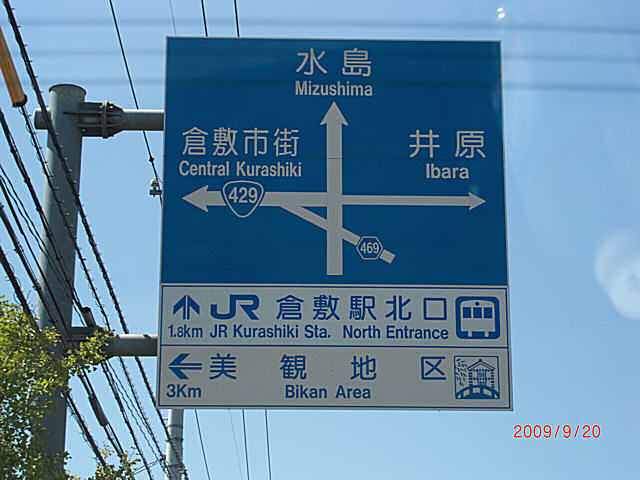 水島
Mizushima
倉敷市街
Central Kurashiki
井原
Ibara
429
469
JR 倉敷駅北口
1.8km JR Kurashiki Sta. North Entrance
美観地区
3Km Bikan Area
2009/9/20